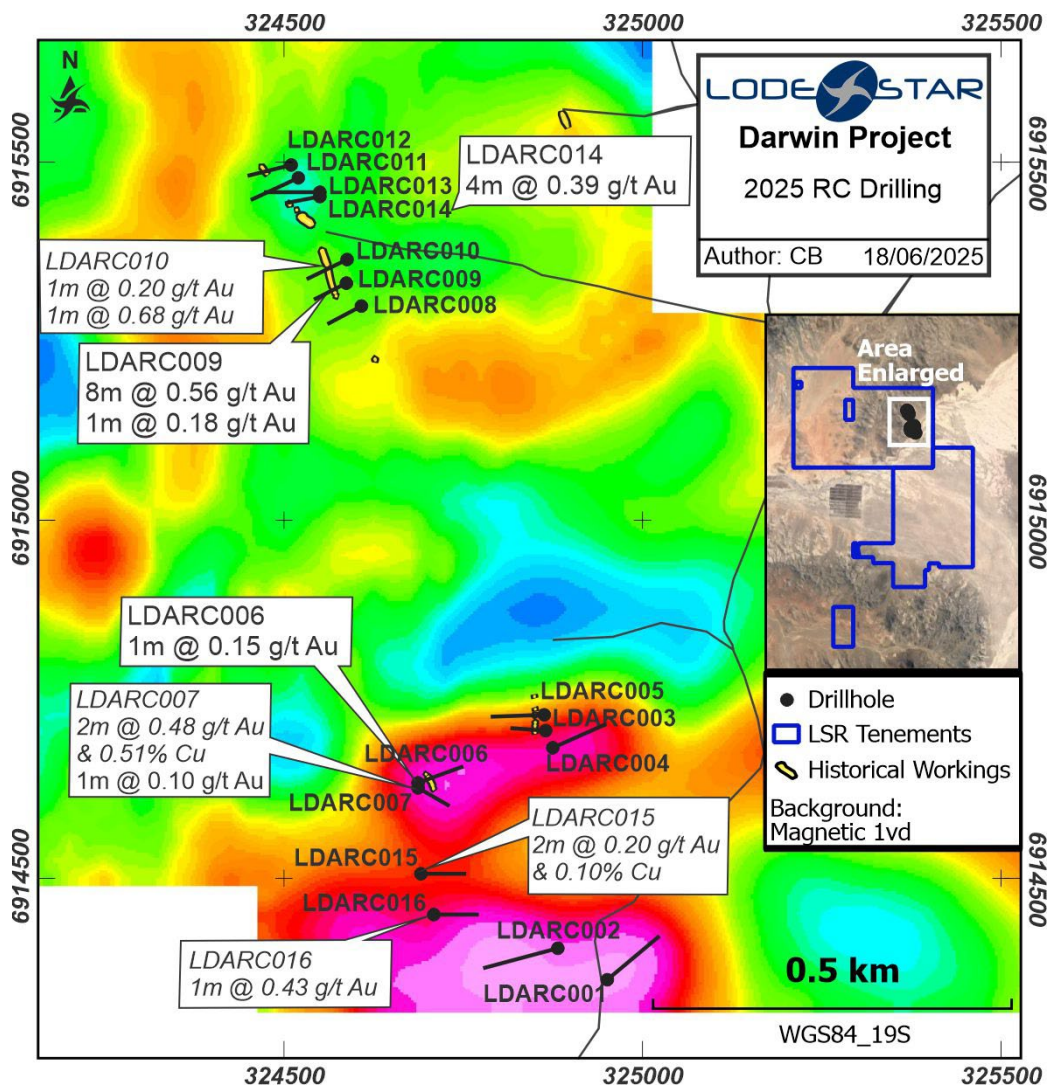 324500
325000
325500
N
LODESTAR
Darwin Project
2025 RC Drilling
Author: CB 18/06/2025
6915500
6915500
LDARC012
LDARC011
LDARC013
LDARC014
LDARC014
4m @ 0.39 g/t Au
LDARC010
LDARC009
LDARC008
LDARC010
1m @ 0.20 g/t Au
1m @ 0.68 g/t Au
LDARC009
8m @ 0.56 g/t Au
1m @ 0.18 g/t Au
Area
Enlarged
6915000
6915000
LDARC006
1m @ 0.15 g/t Au
LDARC007
2m @ 0.48 g/t Au
& 0.51% Cu
1m @ 0.10 g/t Au
LDARC005
LDARC003
LDARC004
LDARC006
LDARC007
Drillhole
LSR Tenements
Historical Workings
Background:
Magnetic 1vd
LDARC015
LDARC015
2m @ 0.20 g/t Au
& 0.10% Cu
6914500
6914500
LDARC016
LDARC016
1m @ 0.43 g/t Au
LDARC002
LDARC001
0.5 km
WGS84_19S
324500
325000
325500